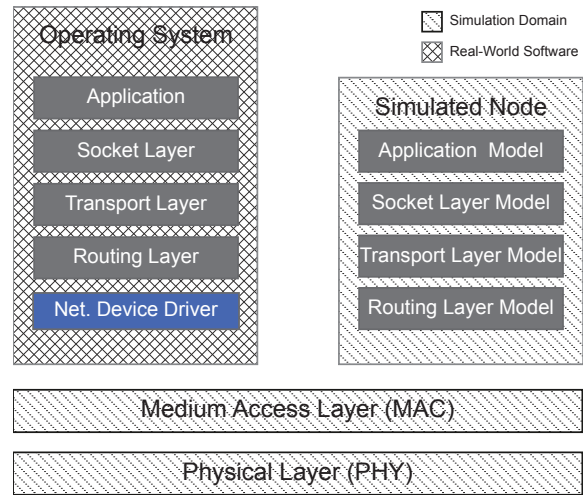 Operating System
Application
Socket Layer
Transport Layer
Routing Layer
Net. Device Driver
Simulation Domain
Real-World Software
Simulated Node
Application Model
Socket Layer Model
Transport Layer Model
Routing Layer Model
Medium Access Layer (MAC)
Physical Layer (PHY)